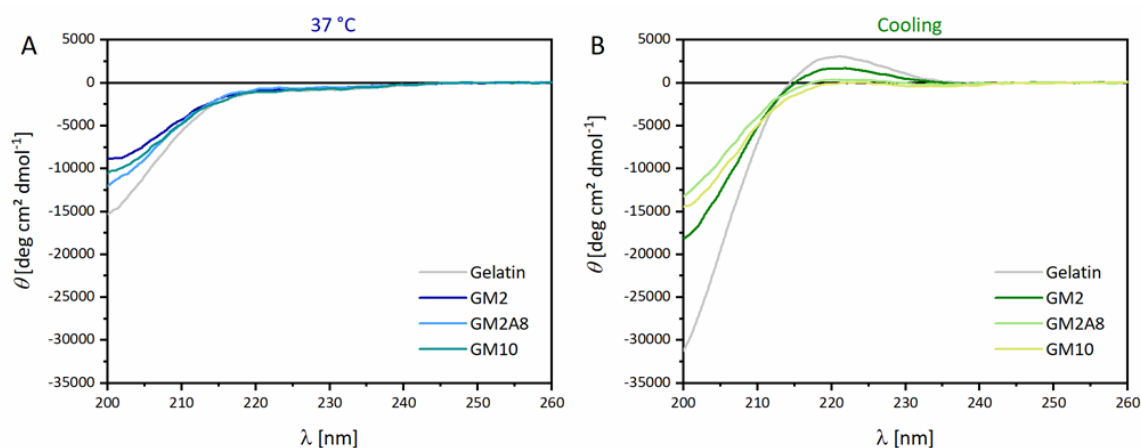 A
37 °C
5000
0
-5000
-10000
-15000
-20000
-25000
-30000
-35000
θ [deg cm² dmol⁻¹]
Gelatin
GM2
GM2A8
GM10
200 210 220 230 240 250 260
λ [nm]
B
Cooling
5000
0
-5000
-10000
-15000
-20000
-25000
-30000
-35000
θ [deg cm² dmol⁻¹]
Gelatin
GM2
GM2A8
GM10
200 210 220 230 240 250 260
λ [nm]